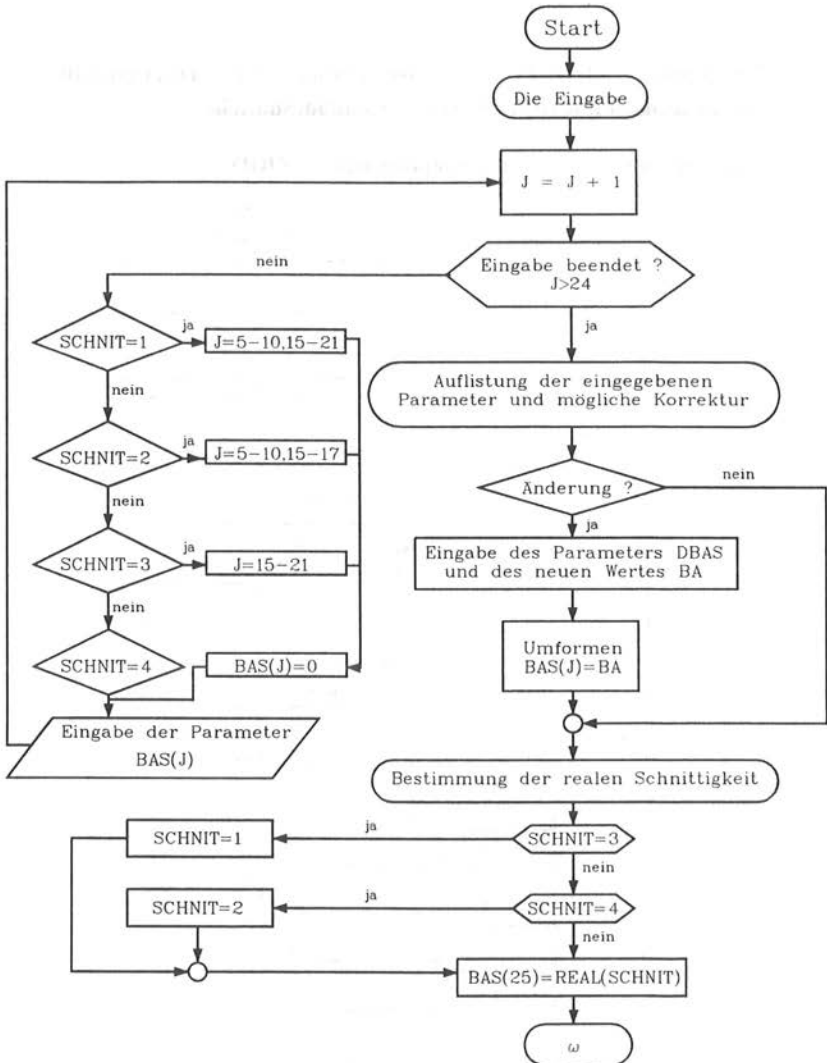 Start
Die Eingabe
J = J + 1
Eingabe beendet ?
J>24
nein
ja
SCHNIT=1
ja
J=5-10,15-21
nein
SCHNIT=2
ja
J=5-10,15-17
nein
SCHNIT=3
ja
J=15-21
nein
SCHNIT=4
BAS(J)=0
Eingabe der Parameter
BAS(J)
Auflistung der eingegebenen
Parameter und mögliche Korrektur
Anderung ?
nein
ja
Eingabe des Parameters DBAS
und des neuen Wertes BA
Umformen
BAS(J)=BA
Bestimmung der realen Schnittigkeit
SCHNIT=3
ja
SCHNIT=1
nein
SCHNIT=4
ja
SCHNIT=2
nein
BAS(25)=REAL(SCHNIT)
ω